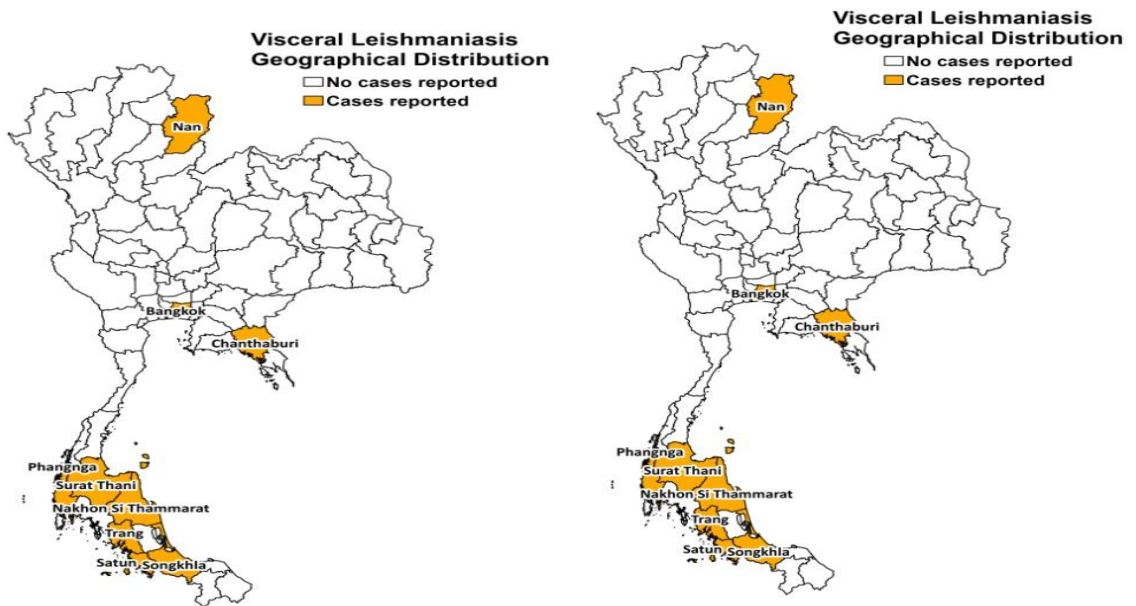 Visceral Leishmaniasis
Geographical Distribution
No cases reported
Cases reported
Nan
Bangkok
Chanthaburi
Phangnga
Surat Thani
Nakhon Si Thammarat
Trang
Satun
Songkhla
Visceral Leishmaniasis
Geographical Distribution
No cases reported
Cases reported
Nan
Bangkok
Chanthaburi
Phangnga
Surat Thani
Nakhon Si Thammarat
Trang
Satun
Songkhla